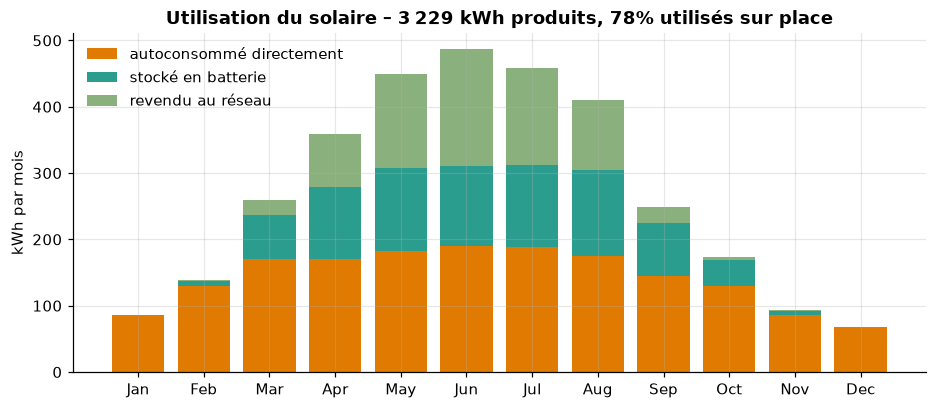 Utilisation du solaire – 3 229 kWh produits, 78% utilisés sur place
autoconsommé directement
stocké en batterie
revendu au réseau
kWh par mois
500
400
300
200
100
0
Jan Feb Mar Apr May Jun Jul Aug Sep Oct Nov Dec